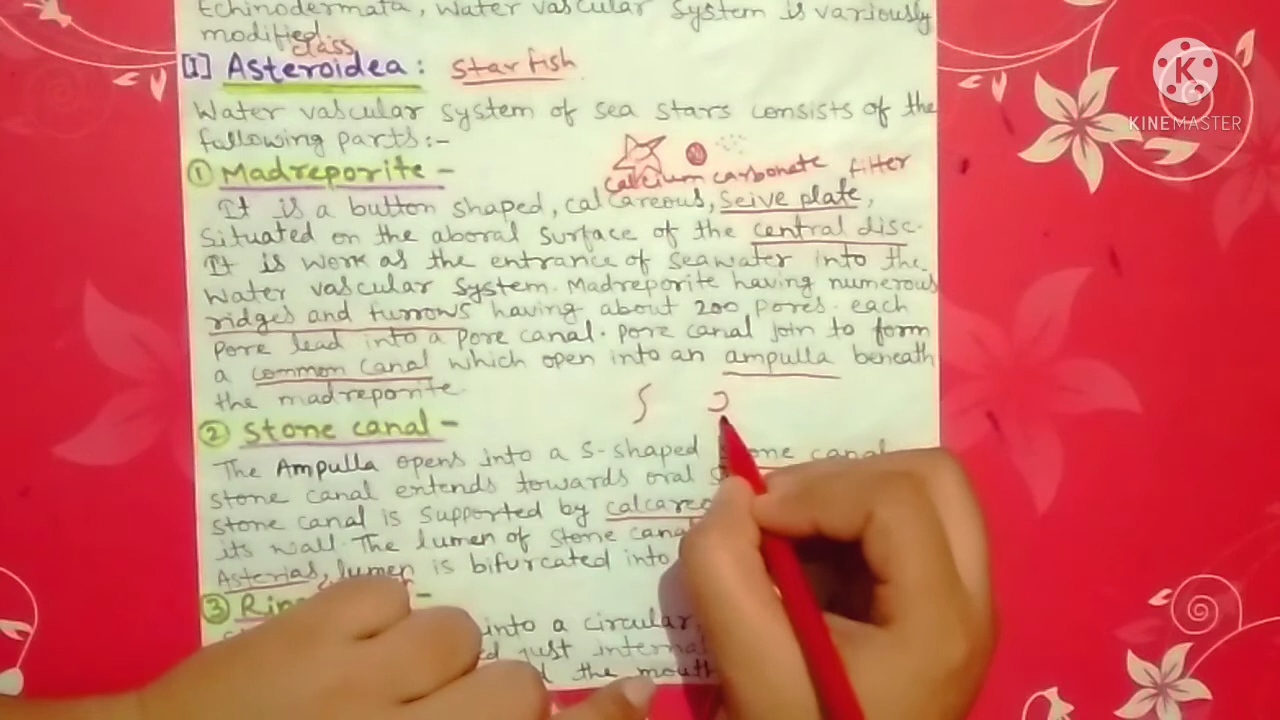 Echinodermata, Water vascular System is variously
modified.
class
[I] Asteroidea: Starfish
Water vascular system of sea stars consists of the
following parts:-
① Madreporite -
calcium carbonate filter
It is a button shaped, calcareous, Seive plate,
Situated on the aboral surface of the central disc.
It is work as the entrance of seawater into the
Water vascular System. Madreporite having numerous
ridges and furrows having about 200 pores. each
pore lead into a pore canal. pore canal join to form
a common canal which open into an ampulla beneath
the madreporite.
S
② Stone canal -
The Ampulla opens into a S-shaped stone canal
stone canal extends towards oral
stone canal is supported by
its wall. The lumen of stone
Asterias, lumen is bifurcated into
③
into a circular
just
the mouth
KINEMASTER